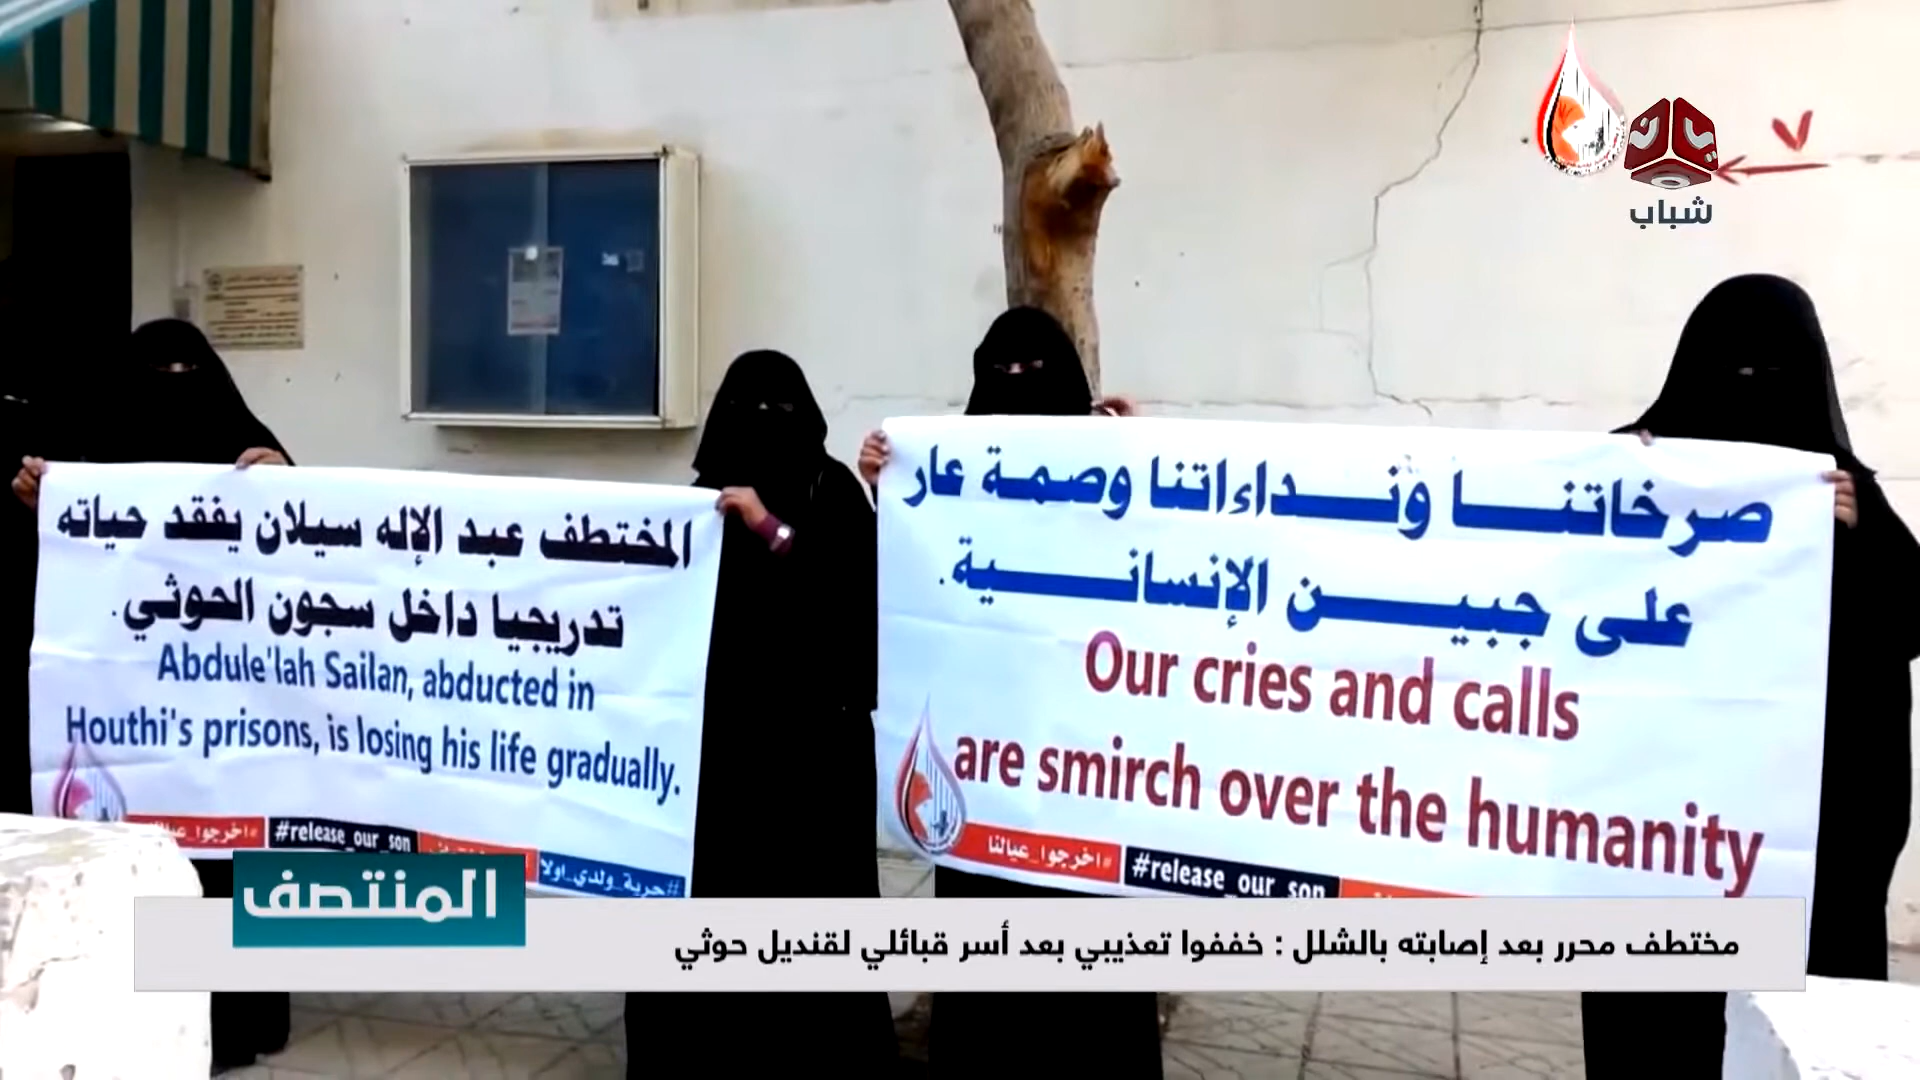 يمن
شباب
المختطف عبد الإله سيلان يفقد حياته
تدريجيا داخل سجون الحوثي.
Abdule'lah Sailan, abducted in
Houthi's prisons, is losing his life gradually.
#release_our_son
#حرية_ولدي_اولا
صرخاتنا ونداءاتنا وصمة عار
على جبين الإنسانية.
Our cries and calls
are smirch over the humanity
#اخرجوا_عيالنا
#release_our_son
المنتصف
مختطف محرر بعد إصابته بالشلل : خففوا تعذيبي بعد أسر قبائلي لقنديل حوثي